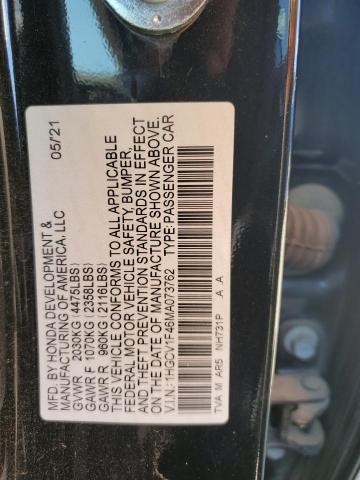 MFD. BY HONDA DEVELOPMENT &
MANUFACTURING OF AMERICA, LLC 05/21
GVWR 2030KG (4475LBS)
GAWR F 1070KG (2358LBS)
GAWR R 960KG (2116LBS)
THIS VEHICLE CONFORMS TO ALL APPLICABLE
FEDERAL MOTOR VEHICLE SAFETY, BUMPER,
AND THEFT PREVENTION STANDARDS IN EFFECT
ON THE DATE OF MANUFACTURE SHOWN ABOVE.
V.I.N.: 1HGCV1F46MA073762 TYPE: PASSENGER CAR
TVA M AR5 NH731P A A